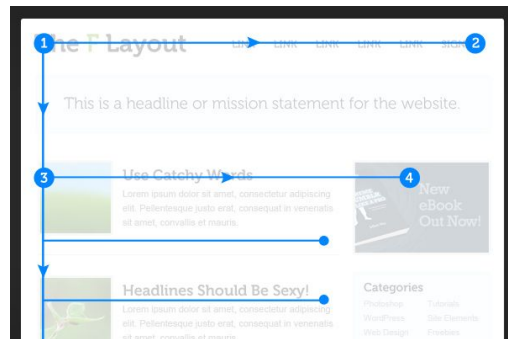 1 The F Layout LINK LINK LINK LINK LINK SIGN 2
This is a headline or mission statement for the website.
3 Use Catchy Words 4
Lorem ipsum dolor sit amet, consectetur adipiscing
elit. Pellentesque justo erat, consequat in venenatis
sit amet, convallis et mauris.
New
eBook
Out Now!
Headlines Should Be Sexy!
Lorem ipsum dolor sit amet, consectetur adipiscing
elit. Pellentesque justo erat, consequat in venenatis
Categories
Photoshop Tutorials
WordPress Site Elements
Web Design Freebies